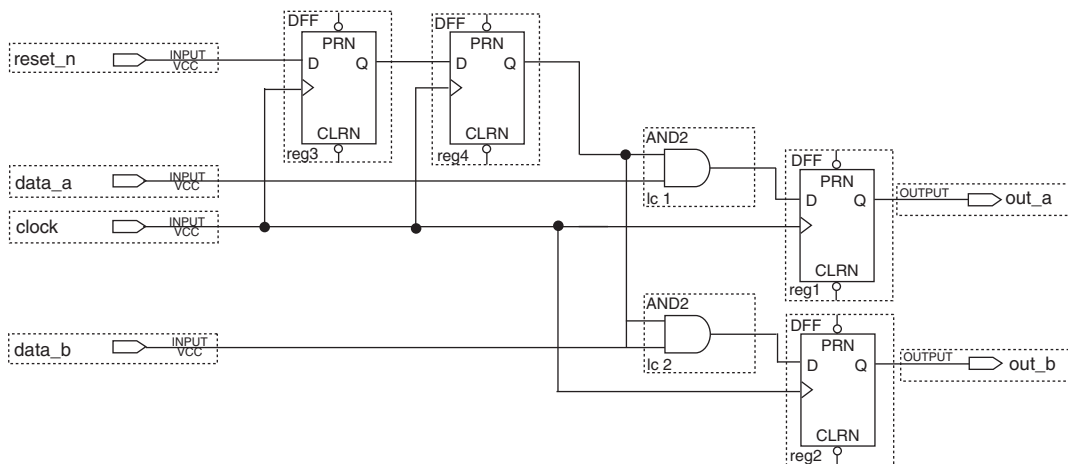 DFF
PRN
D Q
CLRN
reg3
DFF
PRN
D Q
CLRN
reg4
reset_n
INPUT
VCC
data_a
INPUT
VCC
clock
INPUT
VCC
AND2
lc 1
DFF
PRN
D Q
CLRN
reg1
OUTPUT
out_a
data_b
INPUT
VCC
AND2
lc 2
DFF
PRN
D Q
CLRN
reg2
OUTPUT
out_b